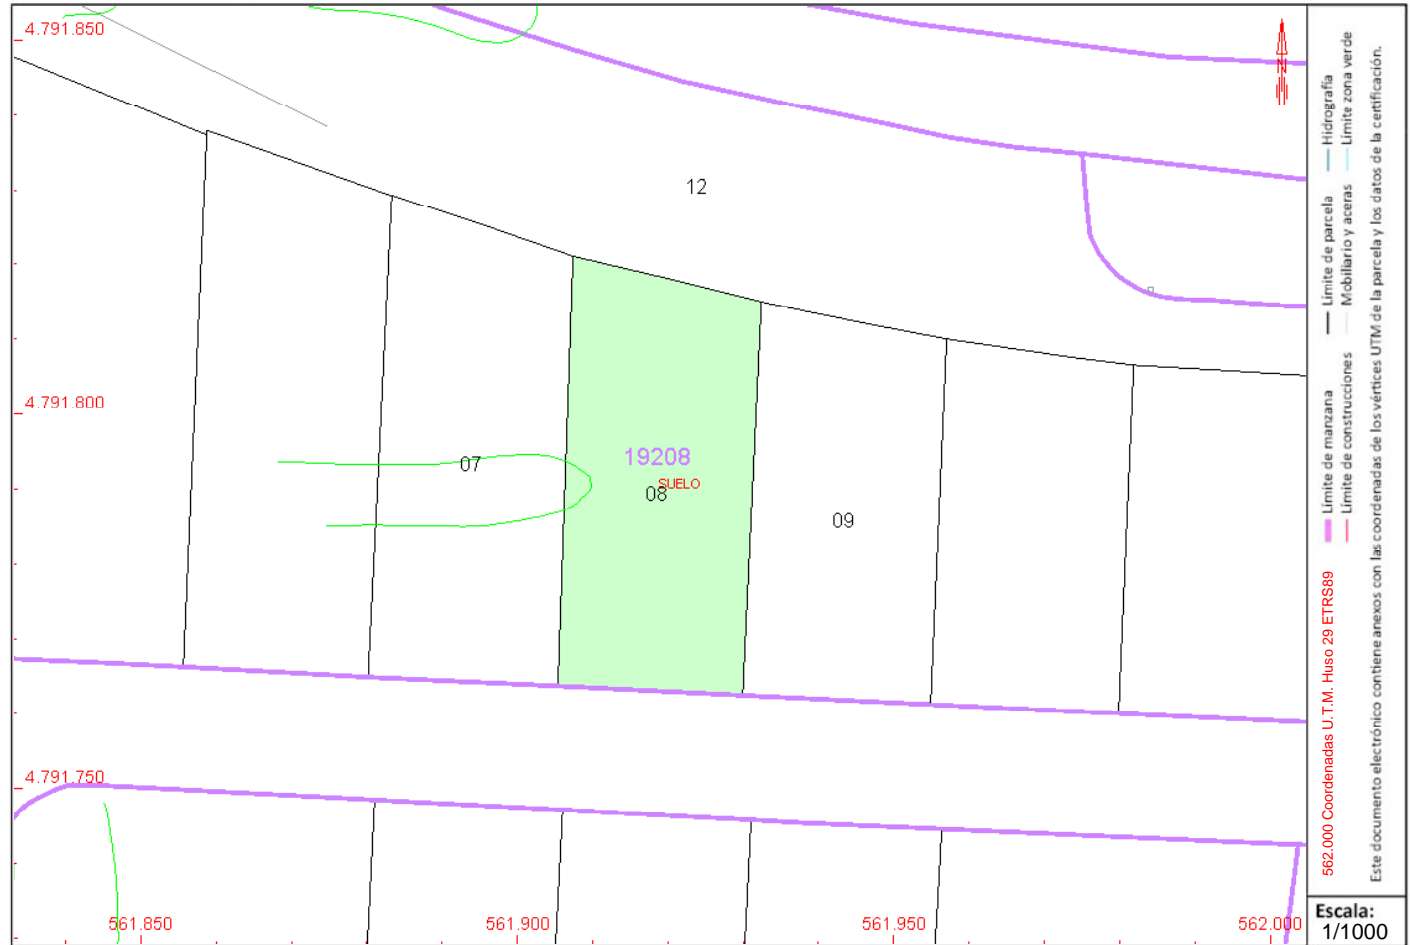 4.791.850
N
12
4.791.800
07
19208
SUELO
08
09
4.791.750
561.850
561.900
561.950
562.000
562.000 Coordenadas U.T.M. Huso 29 ETRS89
Límite de manzana
Límite de parcela
Hidrografía
Límite de construcciones
Mobiliario y aceras
Límite zona verde
Este documento electrónico contiene anexos con las coordenadas de los vértices UTM de la parcela y los datos de la certificación.
Escala:
1/1000